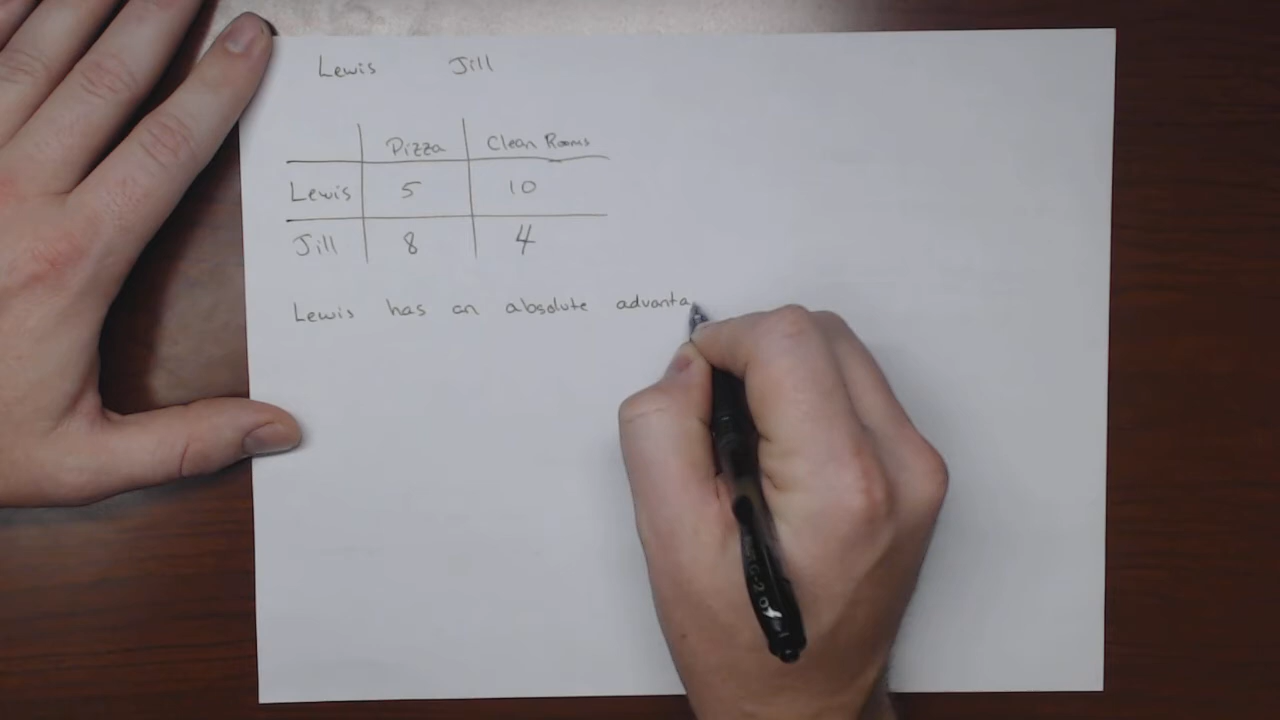 Lewis Jill
Pizza Clean Rooms
Lewis 5 10
Jill 8 4
Lewis has an absolute advanta